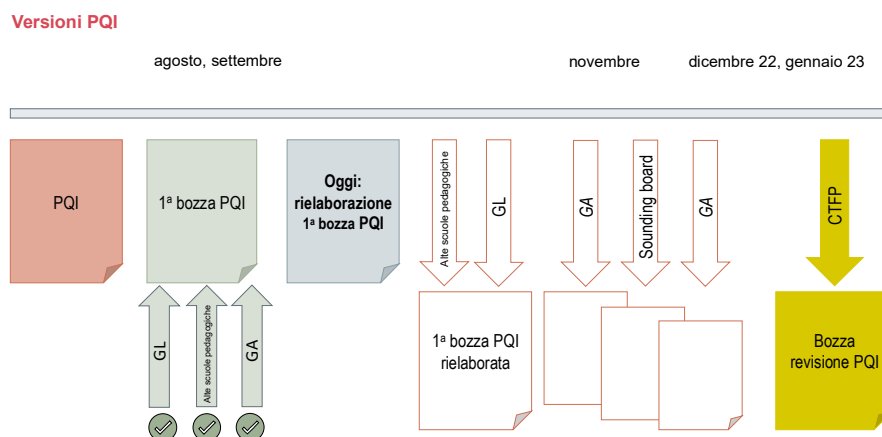 Versioni PQI
agosto, settembre
novembre
dicembre 22, gennaio 23
PQI
1ª bozza PQI
Oggi:
rielaborazione
1ª bozza PQI
Alte scuole pedagogiche
GL
GA
Sounding board
GA
CTFP
GL
Alte scuole pedagogiche
GA
1ª bozza PQI
rielaborata
Bozza
revisione PQI